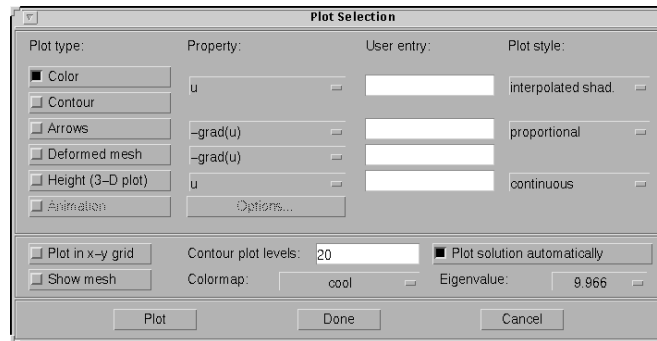 Plot Selection
Plot type: Property: User entry: Plot style:
Color u interpolated shad.
Contour
Arrows -grad(u) proportional
Deformed mesh -grad(u)
Height (3-D plot) u continuous
Animation Options...
Plot in x-y grid Contour plot levels: 20 Plot solution automatically
Show mesh Colormap: cool Eigenvalue: 9.966
Plot Done Cancel